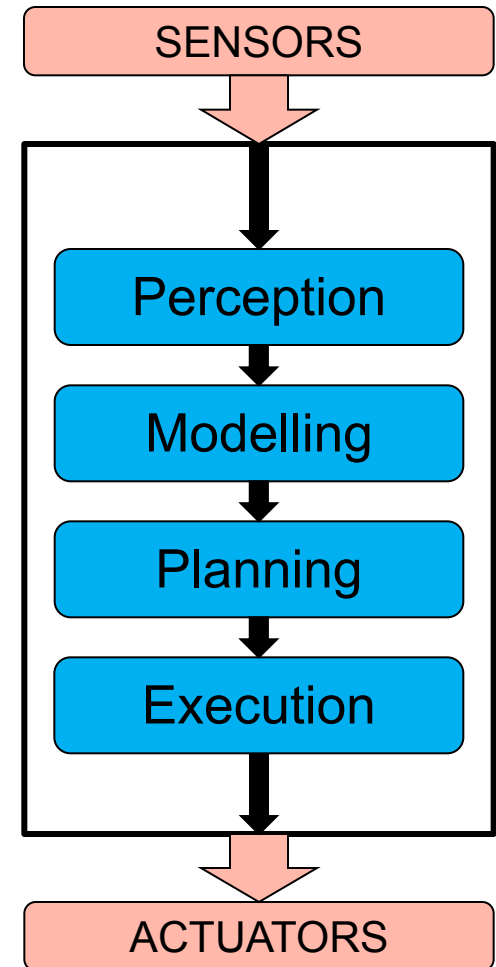 SENSORS
Perception
Modelling
Planning
Execution
ACTUATORS